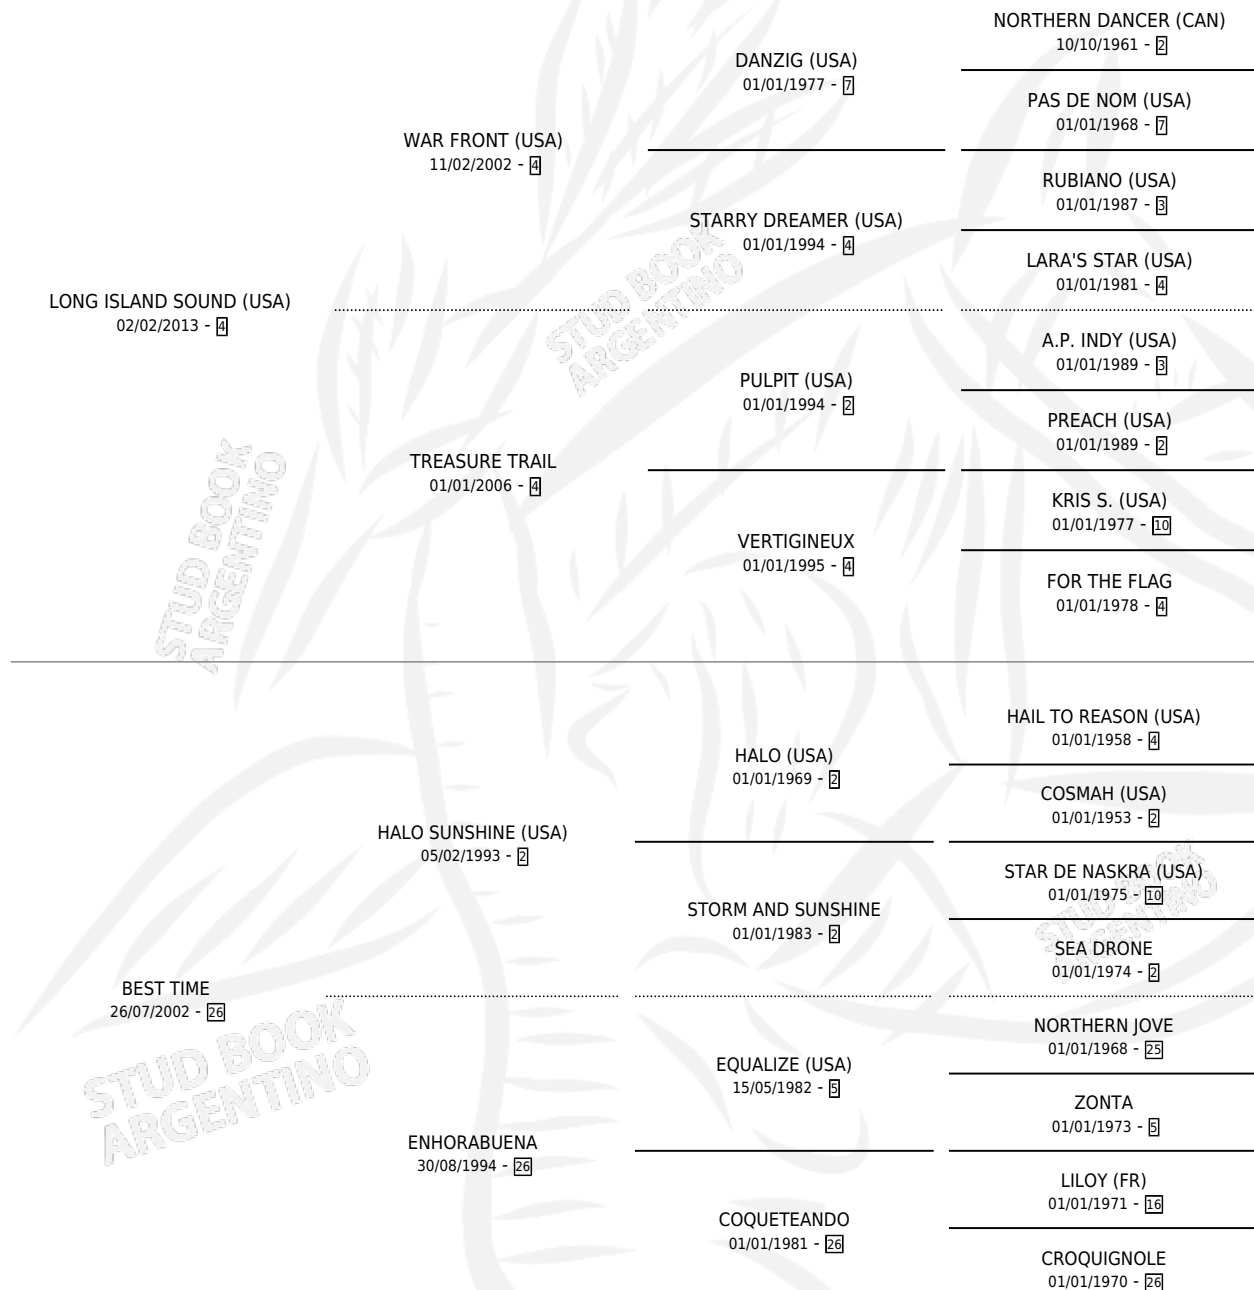 NORTHERN DANCER (CAN)
10/10/1961 - 2
DANZIG (USA)
01/01/1977 - 7
PAS DE NOM (USA)
01/01/1968 - 7
WAR FRONT (USA)
11/02/2002 - 4
RUBIANO (USA)
01/01/1987 - 3
STARRY DREAMER (USA)
01/01/1994 - 4
LARA'S STAR (USA)
01/01/1981 - 4
LONG ISLAND SOUND (USA)
02/02/2013 - 4
A.P. INDY (USA)
01/01/1989 - 3
PULPIT (USA)
01/01/1994 - 2
PREACH (USA)
01/01/1989 - 2
TREASURE TRAIL
01/01/2006 - 4
KRIS S. (USA)
01/01/1977 - 10
VERTIGINEUX
01/01/1995 - 4
FOR THE FLAG
01/01/1978 - 4
STUD BOOK
ARGENTINO
STUD BOOK
ARGENTINO
HAIL TO REASON (USA)
01/01/1958 - 4
HALO (USA)
01/01/1969 - 2
COSMAH (USA)
01/01/1953 - 2
HALO SUNSHINE (USA)
05/02/1993 - 2
STAR DE NASKRA (USA)
01/01/1975 - 10
STORM AND SUNSHINE
01/01/1983 - 2
SEA DRONE
01/01/1974 - 2
BEST TIME
26/07/2002 - 26
NORTHERN JOVE
01/01/1968 - 25
EQUALIZE (USA)
15/05/1982 - 5
ZONTA
01/01/1973 - 5
ENHORABUENA
30/08/1994 - 26
LILOY (FR)
01/01/1971 - 16
COQUETEANDO
01/01/1981 - 26
CROQUIGNOLE
01/01/1970 - 26
STUD BOOK
ARGENTINO
STUD BOOK
ARGENTINO